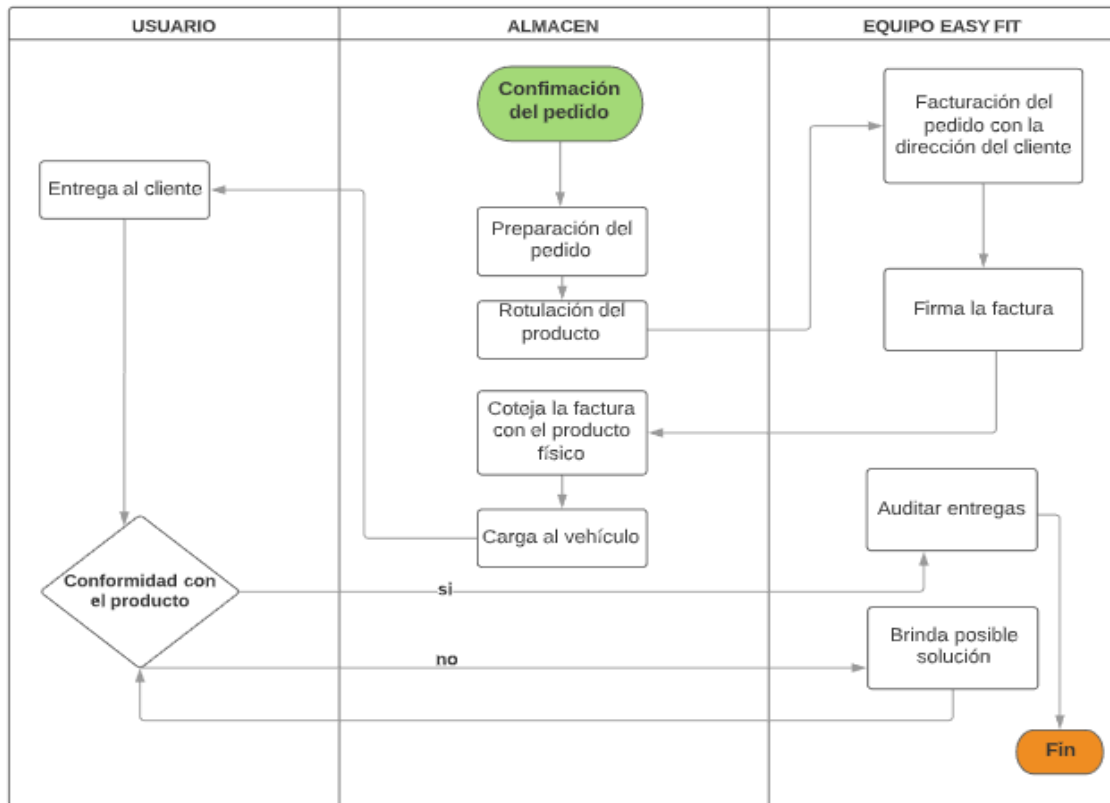 USUARIO
ALMACEN
EQUIPO EASY FIT
Confimación
del pedido
Facturación del
pedido con la
dirección del cliente
Entrega al cliente
Preparación del
pedido
Rotulación del
producto
Firma la factura
Coteja la factura
con el producto
físico
Auditar entregas
Carga al vehículo
Conformidad con
el producto
si
no
Brinda posible
solución
Fin